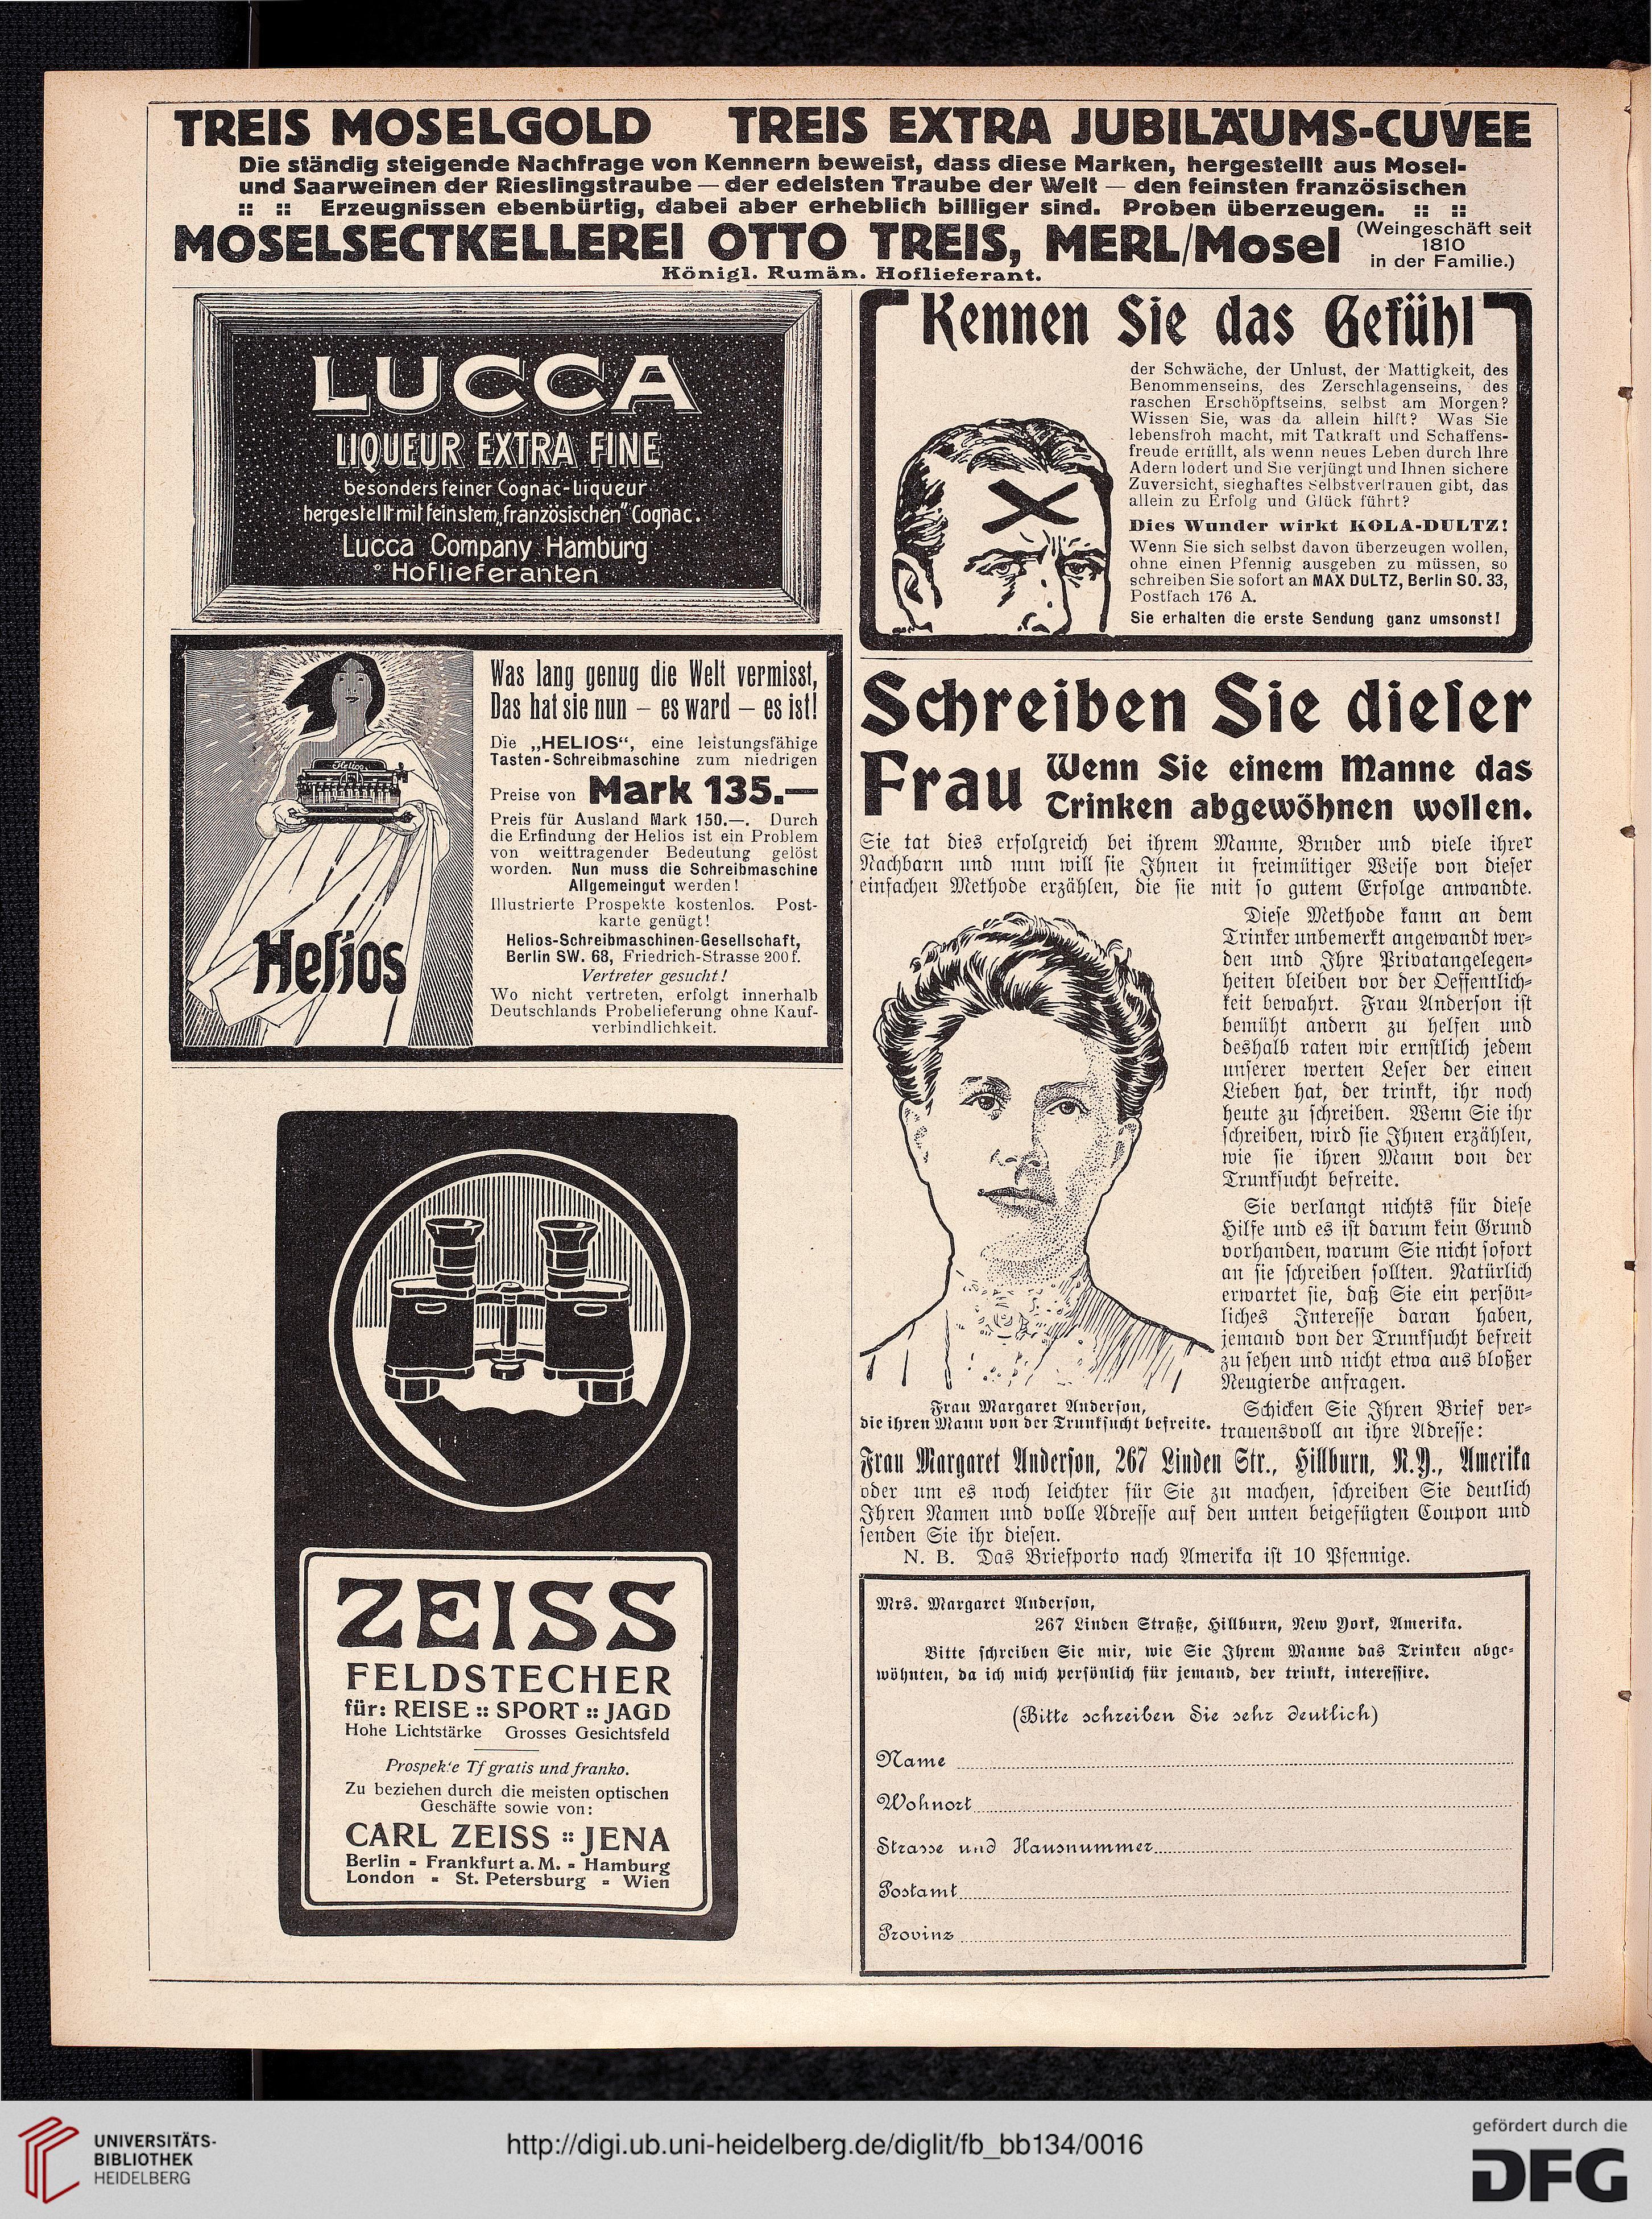 TREIS MOSELGOLD TREIS EXTRA JUBILÄUMS-CUVEE
Die ständig steigende Nachfrage von Kennern beweist, dass diese Marken, hergestellt aus Mosel-
und Saarweinen der Rieslingstraube — der edelsten Traube der Welt — den feinsten französischen
:: :: Erzeugnissen ebenbürtig, dabei aber erheblich billiger sind. Proben überzeugen. :: ::
MOSELSECTKELLEREI OTTO TREIS, MERL/Mosel
(Weingeschäft seit
1810
in der Familie.)
Königl. Rumän. Hoflieferant.
LUCCA
LIQUEUR EXTRA FINE
besonders feiner Cognac-Liqueur
hergestellt mit feinstem „französischen" Cognac.
Lucca Company Hamburg
Hoflieferanten
Helios
Helios
Was lang genug die Welt vermisst,
Das hat sie nun – es ward – es ist!
Die „HELIOS“, eine leistungsfähige
Tasten-Schreibmaschine zum niedrigen
Preise von Mark 135.—
Preis für Ausland Mark 150.—. Durch
die Erfindung der Helios ist ein Problem
von weittragender Bedeutung gelöst
worden. Nun muss die Schreibmaschine
Allgemeingut werden!
Illustrierte Prospekte kostenlos. Post-
karte genügt!
Helios-Schreibmaschinen-Gesellschaft,
Berlin SW. 68, Friedrich-Strasse 200 f.
Vertreter gesucht!
Wo nicht vertreten, erfolgt innerhalb
Deutschlands Probelieferung ohne Kauf-
verbindlichkeit.
ZEISS
FELDSTECHER
für: REISE :: SPORT :: JAGD
Hohe Lichtstärke Grosses Gesichtsfeld
Prospekte Tf gratis und franko.
Zu beziehen durch die meisten optischen
Geschäfte sowie von:
CARL ZEISS :: JENA
Berlin - Frankfurt a. M. - Hamburg
London - St. Petersburg - Wien
Kennen Sie das Gefühl
der Schwäche, der Unlust, der Mattigkeit, des
Benommenseins, des Zerschlagenseins, des
raschen Erschöpftseins, selbst am Morgen?
Wissen Sie, was da allein hilft? Was Sie
lebensfroh macht, mit Tatkraft und Schaffens-
freude erfüllt, als wenn neues Leben durch Ihre
Adern lodert und Sie verjüngt und Ihnen sichere
Zuversicht, sieghaftes Selbstvertrauen gibt, das
allein zu Erfolg und Glück führt?
Dies Wunder wirkt KOLA-DULTZ!
Wenn Sie sich selbst davon überzeugen wollen,
ohne einen Pfennig ausgeben zu müssen, so
schreiben Sie sofort an MAX DULTZ, Berlin SO. 33,
Postfach 176 A.
Sie erhalten die erste Sendung ganz umsonst!
Schreiben Sie dieser
Frau
Wenn Sie einem Manne das
Trinken abgewöhnen wollen.
Sie tat dies erfolgreich bei ihrem Manne, Bruder und viele ihrer
Nachbarn und nun will sie Ihnen in freimütiger Weise von dieser
einfachen Methode erzählen, die sie mit so gutem Erfolge anwandte.
Diese Methode kann an dem
Trinker unbemerkt angewandt wer-
den und Ihre Privatangelegen-
heiten bleiben vor der Oeffentlich-
keit bewahrt. Frau Anderson ist
bemüht andern zu helfen und
deshalb raten wir ernstlich jedem
unserer werten Leser der einen
Lieben hat, der trinkt, ihr noch
heute zu schreiben. Wenn Sie ihr
schreiben, wird sie Ihnen erzählen,
wie sie ihren Mann von der
Trunksucht befreite.
Sie verlangt nichts für diese
Hilfe und es ist darum kein Grund
vorhanden, warum Sie nicht sofort
an sie schreiben sollten. Natürlich
erwartet sie, daß Sie ein persön-
liches Interesse daran haben,
jemand von der Trunksucht befreit
zu sehen und nicht etwa aus bloßer
Neugierde anfragen.
Schicken Sie Ihren Brief ver-
trauensvoll an ihre Adresse:
Frau Margaret Anderson,
die ihren Mann von der Trunksucht befreite.
Frau Margaret Anderson, 267 Linden Str., Hillburn, N.Y., Amerika
oder um es noch leichter für Sie zu machen, schreiben Sie deutlich
Ihren Namen und volle Adresse auf den unten beigefügten Coupon und
senden Sie ihr diesen.
N. B. Das Briefporto nach Amerika ist 10 Pfennige.
Mrs. Margaret Anderson,
267 Linden Straße, Hillburn, New York, Amerika.
Bitte schreiben Sie mir, wie Sie Ihrem Manne das Trinken abge-
wöhnten, da ich mich persönlich für jemand, der trinkt, interessire.
(Bitte schreiben Sie sehr deutlich)
Name
Wohnort
Strasse und Hausnummer
Postamt
Provinz
UNIVERSITÄTS-
BIBLIOTHEK
HEIDELBERG
http://digi.ub.uni-heidelberg.de/diglit/fb_bb134/0016
gefördert durch die
DFG